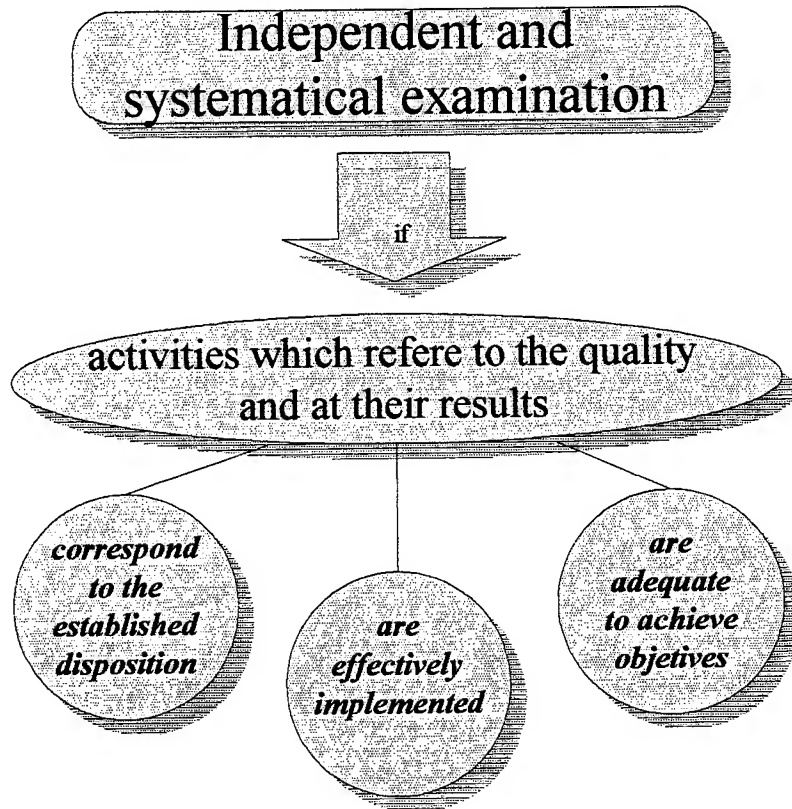 Independent and
systematical examination
if
activities which refere to the quality
and at their results
correspond
to the
established
disposition
are
effectively
implemented
are
adequate
to achieve
objetives